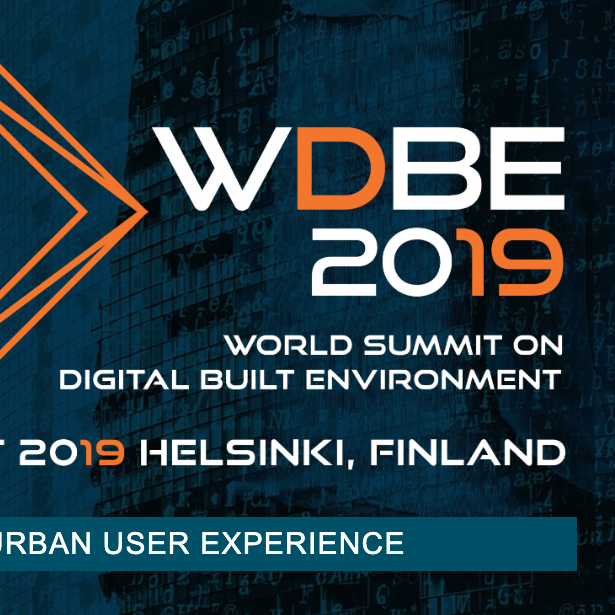 WDBE
2019
WORLD SUMMIT ON
DIGITAL BUILT ENVIRONMENT
2019 HELSINKI, FINLAND
URBAN USER EXPERIENCE